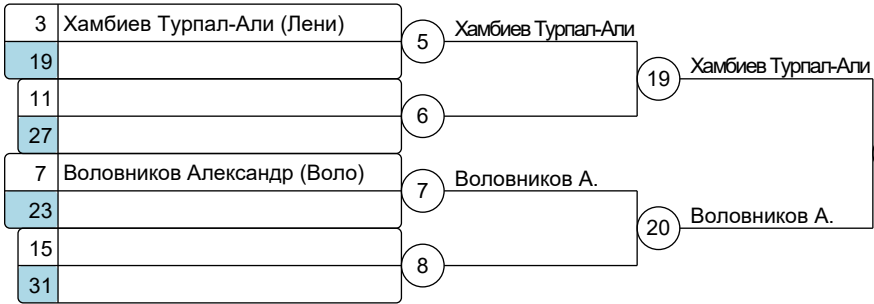 3 Хамбиев Турпал-Али (Лени)
19
5 Хамбиев Турпал-Али
11
27
6
19 Хамбиев Турпал-Али
7 Воловников Александр (Воло)
23
7 Воловников А.
15
31
8
20 Воловников А.